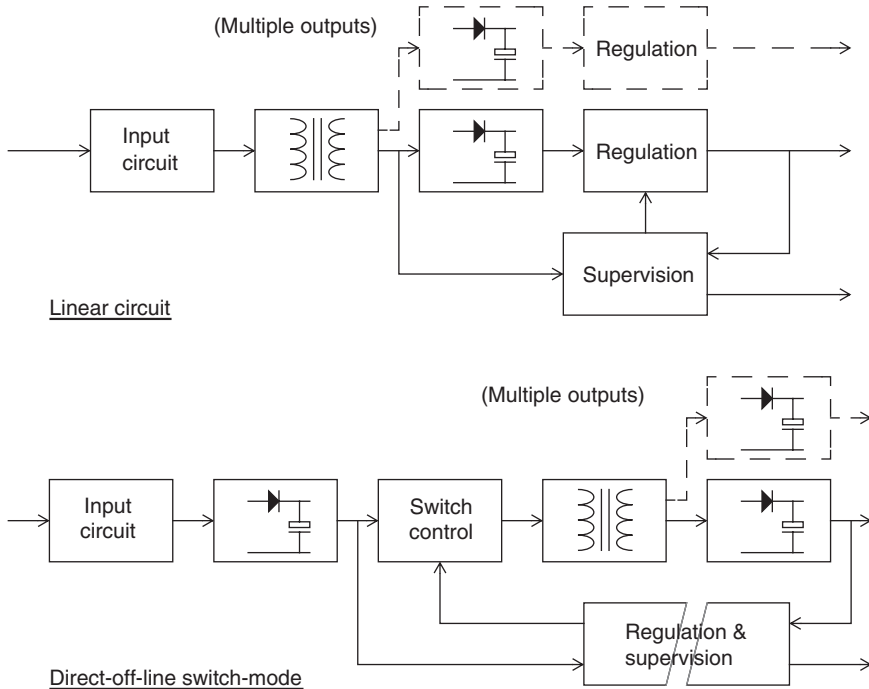 (Multiple outputs)
Regulation
Input
circuit
Regulation
Supervision
Linear circuit
(Multiple outputs)
Input
circuit
Switch
control
Regulation &
supervision
Direct-off-line switch-mode